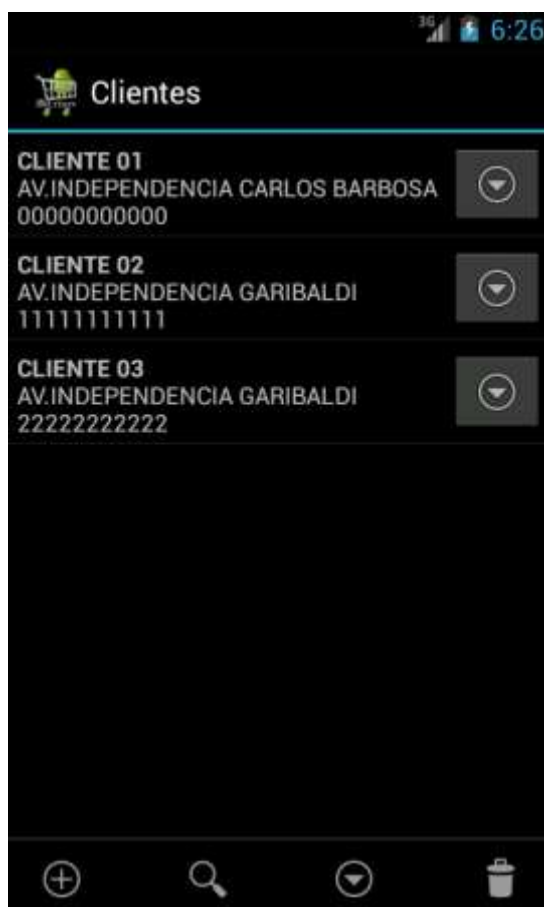 3G 6:26
Clientes
CLIENTE 01
AV.INDEPENDENCIA CARLOS BARBOSA
00000000000
CLIENTE 02
AV.INDEPENDENCIA GARIBALDI
11111111111
CLIENTE 03
AV.INDEPENDENCIA GARIBALDI
22222222222